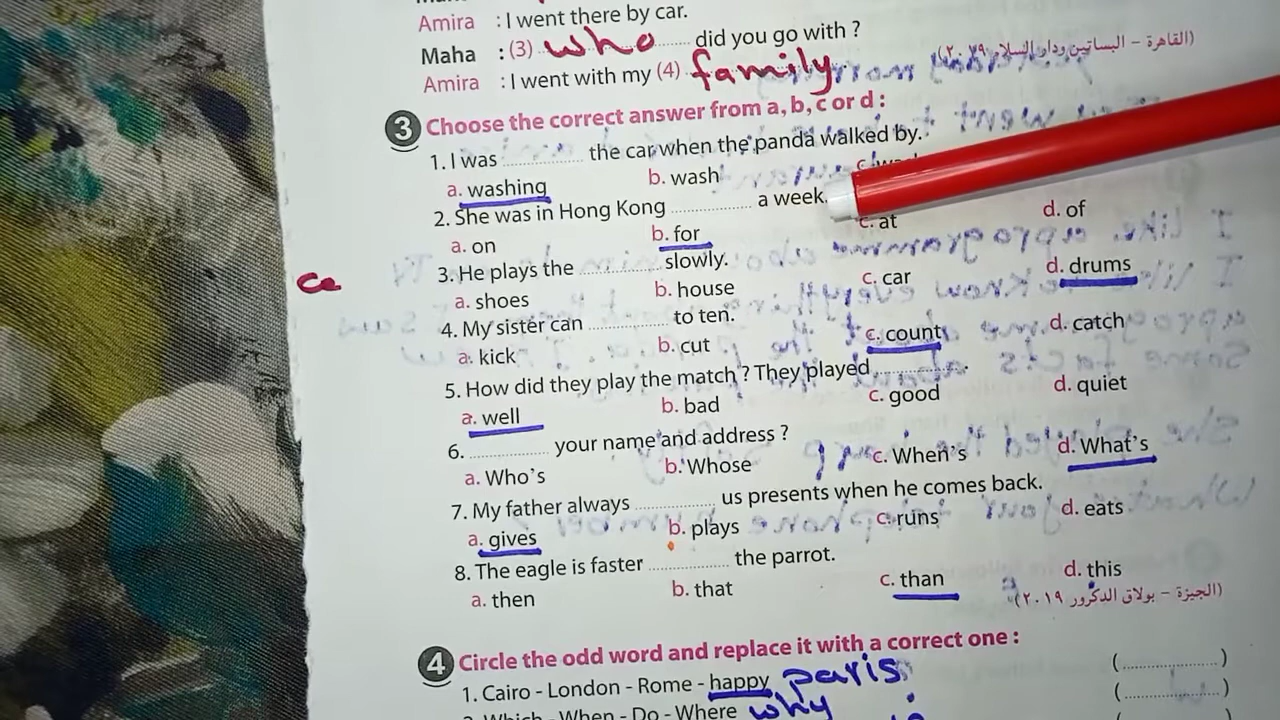 Amira : I went there by car.
Maha : (3) who did you go with ?
Amira : I went with my (4) family
(القاهرة - البساتين ودار السلام ٢٠١٩)
3 Choose the correct answer from a, b, c or d :
1. I was ............ the car when the panda walked by.
a. washing b. wash c.
2. She was in Hong Kong ............ a week.
a. on b. for c. at d. of
3. He plays the ............ slowly.
a. shoes b. house c. car d. drums
4. My sister can ............ to ten.
a. kick b. cut c. count d. catch
5. How did they play the match ? They played ............ .
a. well b. bad c. good d. quiet
6. ............ your name and address ?
a. Who's b. Whose c. When's d. What's
7. My father always ............ us presents when he comes back.
a. gives b. plays c. runs d. eats
8. The eagle is faster ............ the parrot.
a. then b. that c. than d. this
(الجيزة - بولاق الدكرور ٢٠١٩)
4 Circle the odd word and replace it with a correct one :
1. Cairo - London - Rome - happy paris (............)
2. Which - When - Do - Where why (............)